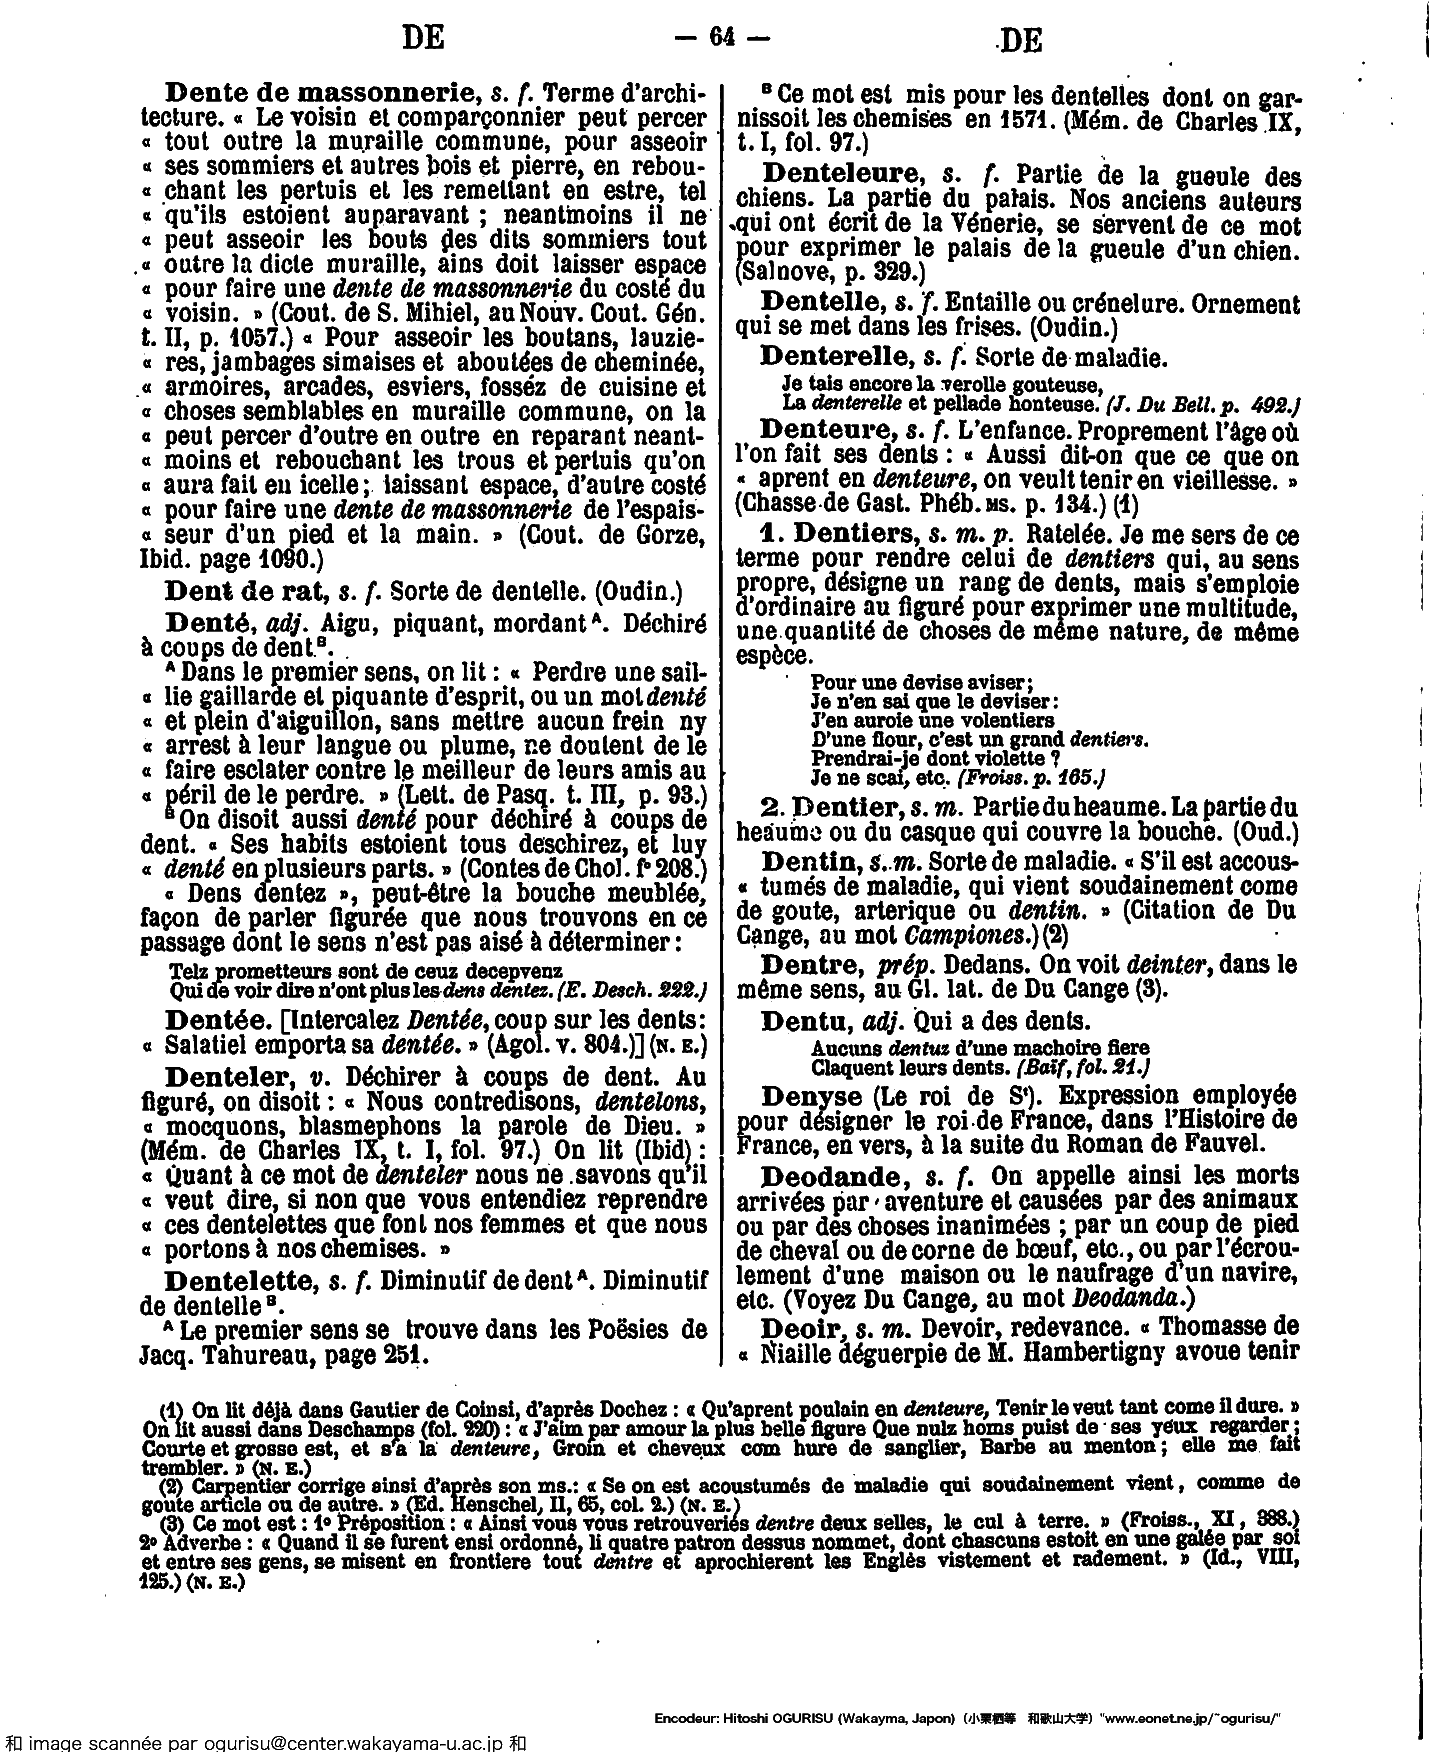 DE
— 64 —
DE
Dente de massonnerie, s. f. Terme d'archi-
tecture. « Le voisin et comparçonnier peut percer
« tout outre la muraille commune, pour asseoir
« ses sommiers et autres bois et pierre, en rebou-
« chant les pertuis et les remettant en estre, tel
« qu'ils estoient auparavant ; neantmoins il ne
« peut asseoir les bouts des dits sommiers tout
« outre la dicte muraille, ains doit laisser espace
« pour faire une dente de massonnerie du costé du
« voisin. » (Cout. de S. Mihiel, au Nouv. Cout. Gén.
t. II, p. 1057.) « Pour asseoir les boutans, lauzie-
« res, jambages simaises et aboutées de cheminée,
« armoires, arcades, esviers, fosséz de cuisine et
« choses semblables en muraille commune, on la
« peut percer d'outre en outre en reparant neant-
« moins et rebouchant les trous et pertuis qu'on
« aura fait en icelle ; laissant espace, d'autre costé
« pour faire une dente de massonnerie de l'espais-
« seur d'un pied et la main. » (Cout. de Gorze,
Ibid. page 1090.)
Dent de rat, s. f. Sorte de dentelle. (Oudin.)
Denté, adj. Aigu, piquant, mordant ᴬ. Déchiré
à coups de dent ᴮ.
ᴬ Dans le premier sens, on lit : « Perdre une sail-
« lie gaillarde et piquante d'esprit, ou un mot denté
« et plein d'aiguillon, sans mettre aucun frein ny
« arrest à leur langue ou plume, ne doutent de le
« faire esclater contre le meilleur de leurs amis au
« péril de le perdre. » (Lett. de Pasq. t. III, p. 93.)
ᴮ On disoit aussi denté pour déchiré à coups de
dent. « Ses habits estoient tous deschirez, et luy
« denté en plusieurs parts. » (Contes de Chol. fº 208.)
« Dens dentez », peut-être la bouche meublée,
façon de parler figurée que nous trouvons en ce
passage dont le sens n'est pas aisé à déterminer :
Telz prometteurs sont de ceuz decepvenz
Qui de voir dire n'ont plus les dens dentez. (E. Desch. 222.)
Dentée. [Intercalez Dentée, coup sur les dents :
« Salatiel emporta sa dentée. » (Agol. v. 804.)] (N. E.)
Denteler, v. Déchirer à coups de dent. Au
figuré, on disoit : « Nous contredisons, dentelons,
« mocquons, blasmephons la parole de Dieu. »
(Mém. de Charles IX, t. I, fol. 97.) On lit (Ibid) :
« Quant à ce mot de denteler nous ne savons qu'il
« veut dire, si non que vous entendiez reprendre
« ces dentelettes que font nos femmes et que nous
« portons à nos chemises. »
Dentelette, s. f. Diminutif de dent ᴬ. Diminutif
de dentelle ᴮ.
ᴬ Le premier sens se trouve dans les Poësies de
Jacq. Tahureau, page 251.
ᴮ Ce mot est mis pour les dentelles dont on gar-
nissoit les chemises en 1571. (Mém. de Charles IX,
t. I, fol. 97.)
Denteleure, s. f. Partie de la gueule des
chiens. La partie du palais. Nos anciens auteurs
qui ont écrit de la Vénerie, se servent de ce mot
pour exprimer le palais de la gueule d'un chien.
(Salnove, p. 329.)
Dentelle, s. f. Entaille ou crénelure. Ornement
qui se met dans les frises. (Oudin.)
Denterelle, s. f. Sorte de maladie.
Je tais encore la verolle gouteuse,
La denterelle et pellade honteuse. (J. Du Bell. p. 492.)
Denteure, s. f. L'enfance. Proprement l'âge où
l'on fait ses dents : « Aussi dit-on que ce que on
« aprent en denteure, on veult tenir en vieillesse. »
(Chasse de Gast. Phéb. MS. p. 134.) (1)
1. Dentiers, s. m. p. Ratelée. Je me sers de ce
terme pour rendre celui de dentiers qui, au sens
propre, désigne un rang de dents, mais s'emploie
d'ordinaire au figuré pour exprimer une multitude,
une quantité de choses de même nature, de même
espèce.
Pour une devise aviser ;
Je n'en sai que le deviser :
J'en auroie une volentiers
D'une flour, c'est un grand dentiers.
Prendrai-je dont violette ?
Je ne scai, etc. (Froiss. p. 165.)
2. Dentier, s. m. Partie du heaume. La partie du
heaume ou du casque qui couvre la bouche. (Oud.)
Dentin, s. m. Sorte de maladie. « S'il est accous-
« tumés de maladie, qui vient soudainement come
de goute, arterique ou dentin. » (Citation de Du
Cange, au mot Campiones.) (2)
Dentre, prép. Dedans. On voit deinter, dans le
même sens, au Gl. lat. de Du Cange (3).
Dentu, adj. Qui a des dents.
Aucuns dentuz d'une machoire fiere
Claquent leurs dents. (Baïf, fol. 21.)
Denyse (Le roi de Sᵗ). Expression employée
pour désigner le roi de France, dans l'Histoire de
France, en vers, à la suite du Roman de Fauvel.
Deodande, s. f. On appelle ainsi les morts
arrivées par aventure et causées par des animaux
ou par des choses inanimées ; par un coup de pied
de cheval ou de corne de bœuf, etc., ou par l'écrou-
lement d'une maison ou le naufrage d'un navire,
etc. (Voyez Du Cange, au mot Deodanda.)
Deoir, s. m. Devoir, redevance. « Thomasse de
« Niaille déguerpie de M. Hambertigny avoue tenir
(1) On lit déjà dans Gautier de Coinsi, d'après Dochez : « Qu'aprent poulain en denteure, Tenir le veut tant come il dure. »
On lit aussi dans Deschamps (fol. 220) : « J'aim par amour la plus belle figure Que nulz homs puist de ses yeux regarder ;
Courte et grosse est, et s'a la denteure, Groin et cheveux com hure de sanglier, Barbe au menton ; elle me fait
trembler. » (N. E.)
(2) Carpentier corrige ainsi d'après son ms.: « Se on est acoustumés de maladie qui soudainement vient, comme de
goute article ou de autre. » (Ed. Henschel, II, 65, col. 2.) (N. E.)
(3) Ce mot est : 1º Préposition : « Ainsi vous vous retrouveriés dentre deux selles, le cul à terre. » (Froiss., XI, 388.)
2º Adverbe : « Quand il se furent ensi ordonné, li quatre patron dessus nommet, dont chascuns estoit en une galée par soi
et entre ses gens, se misent en frontiere tout dentre et aprochierent les Englès vistement et radement. » (Id., VIII,
125.) (N. E.)
Encodeur: Hitoshi OGURISU (Wakayma, Japon) (小栗栖等 和歌山大学) "www.eonet.ne.jp/~ogurisu/"
和 image scannée par ogurisu@center.wakayama-u.ac.jp 和